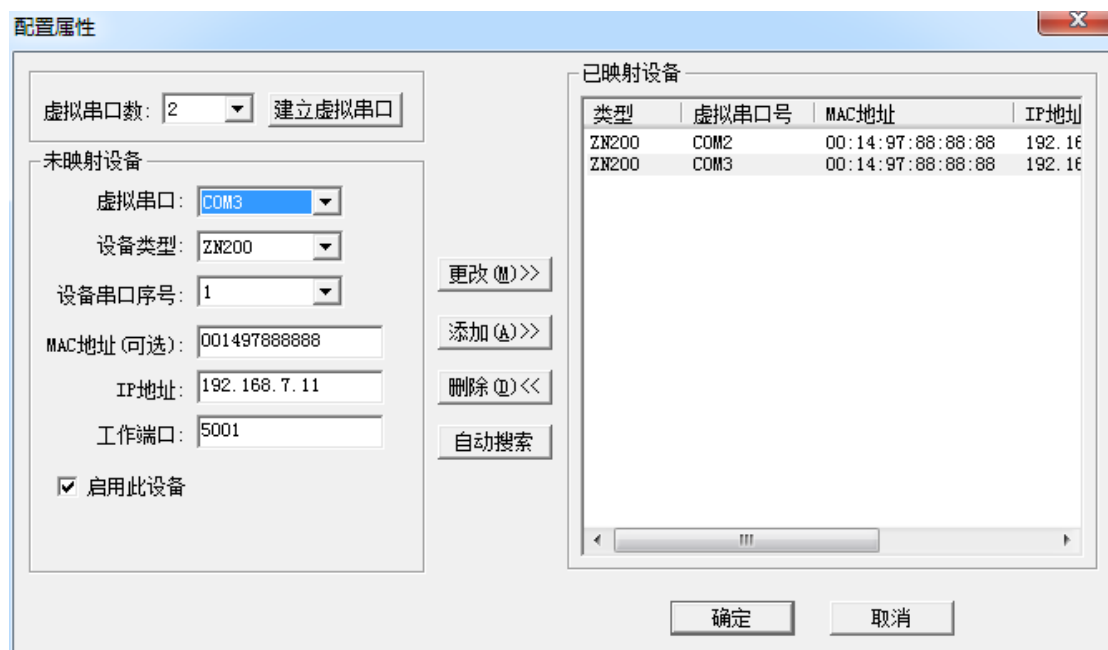 配置属性
虚拟串口数: 2 建立虚拟串口
未映射设备
虚拟串口: COM3
设备类型: ZN200
设备串口序号: 1
MAC地址(可选): 001497888888
IP地址: 192.168.7.11
工作端口: 5001
启用此设备
更改(M)>>
添加(A)>>
删除(D)<<
自动搜索
已映射设备
类型 虚拟串口号 MAC地址 IP地址
ZN200 COM2 00:14:97:88:88:88 192.16
ZN200 COM3 00:14:97:88:88:88 192.16
确定 取消